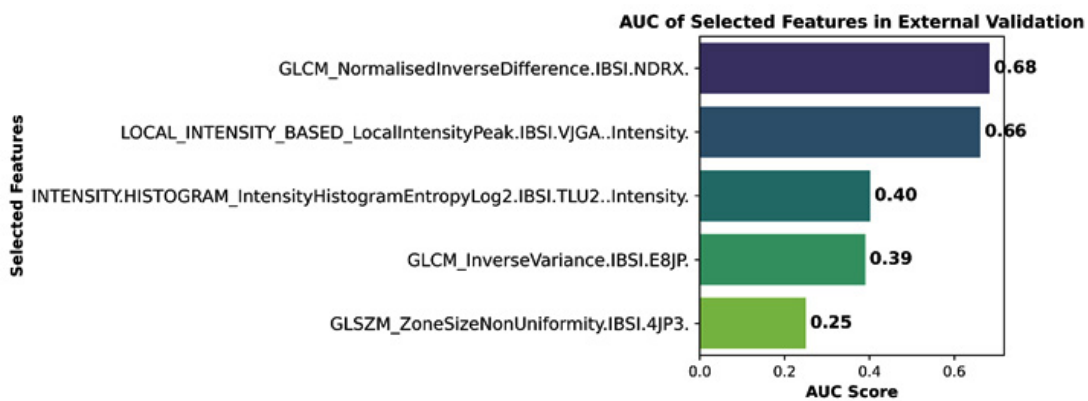 AUC of Selected Features in External Validation
Selected Features
GLCM_NormalisedInverseDifference.IBSI.NDRX.
0.68
LOCAL_INTENSITY_BASED_LocalIntensityPeak.IBSI.VJGA..Intensity.
0.66
INTENSITY.HISTOGRAM_IntensityHistogramEntropyLog2.IBSI.TLU2..Intensity.
0.40
GLCM_InverseVariance.IBSI.E8JP.
0.39
GLSZM_ZoneSizeNonUniformity.IBSI.4JP3.
0.25
0.0 0.2 0.4 0.6
AUC Score